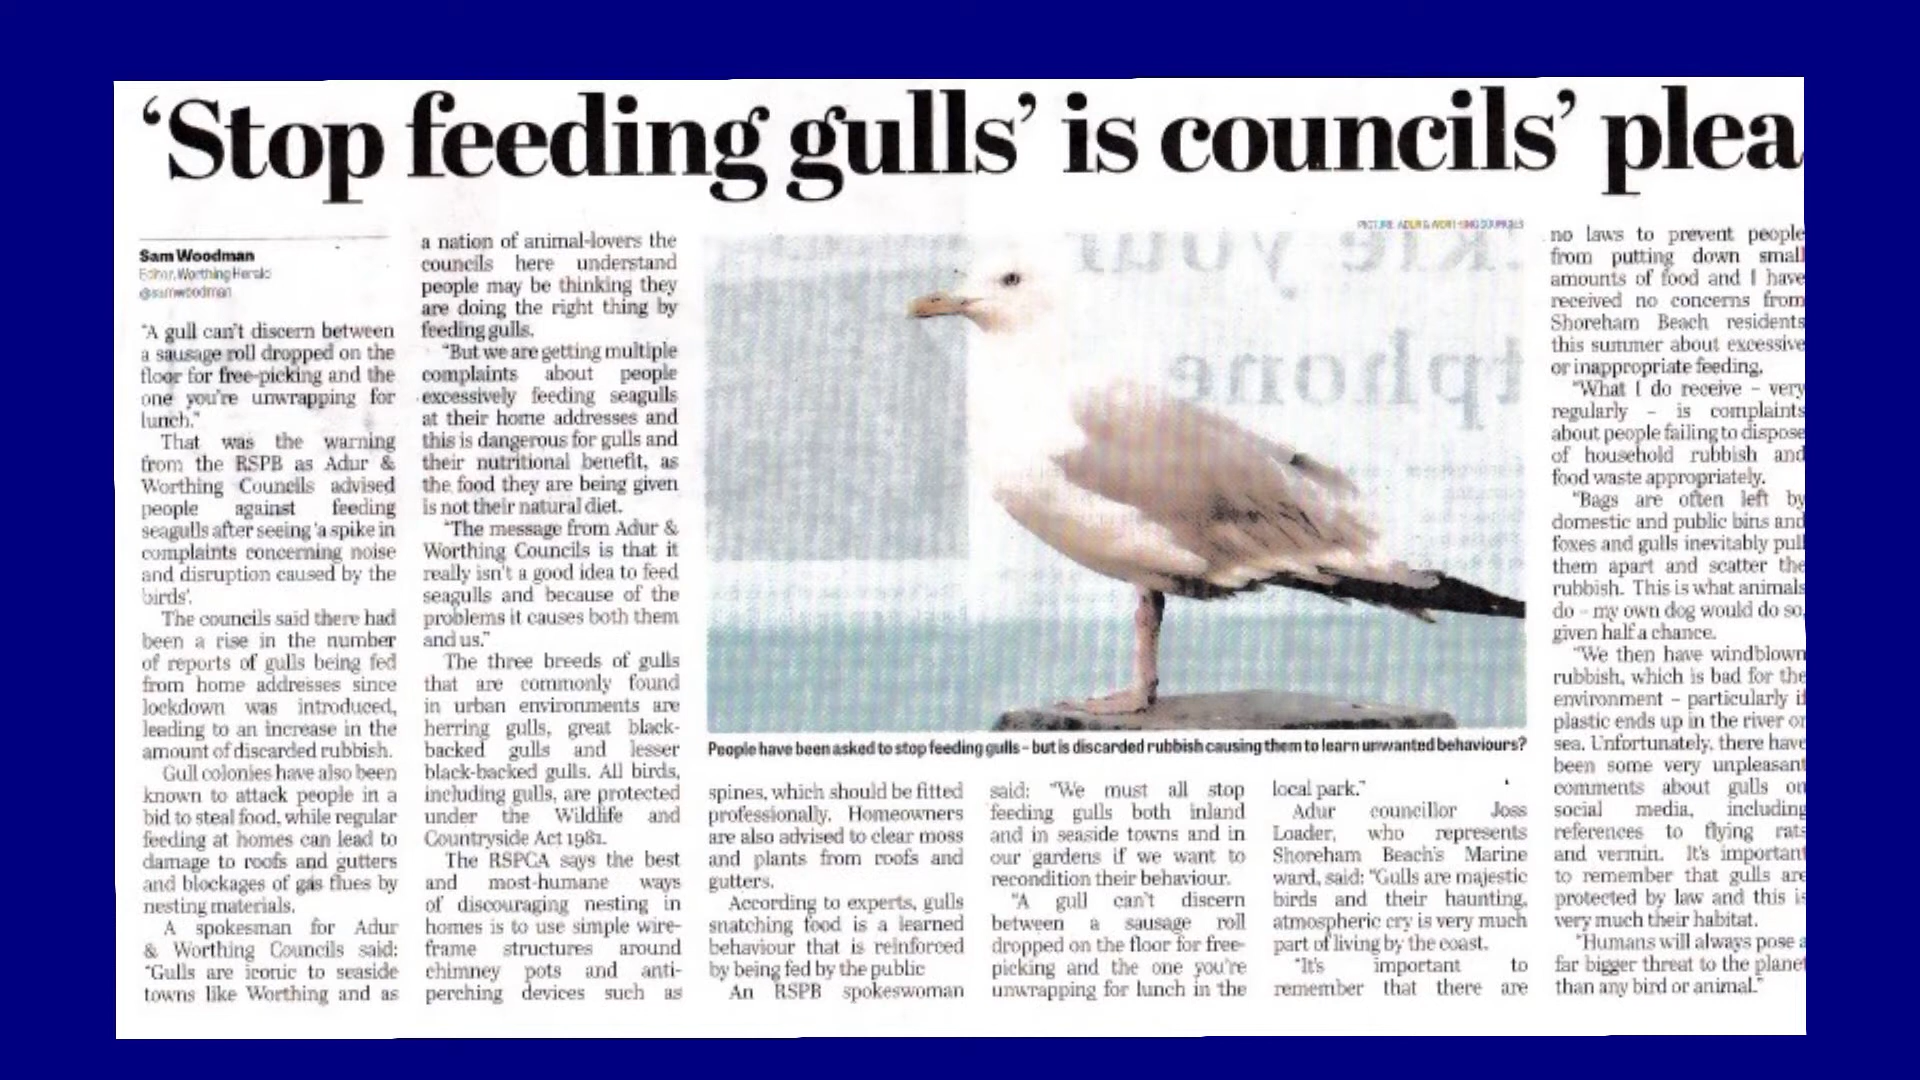 ‘Stop feeding gulls’ is councils’ plea
Sam Woodman
Editor, Worthing Herald
@samwoodman
"A gull can't discern between
a sausage roll dropped on the
floor for free-picking and the
one you're unwrapping for
lunch."
That was the warning
from the RSPB as Adur &
Worthing Councils advised
people against feeding
seagulls after seeing 'a spike in
complaints concerning noise
and disruption caused by the
birds'.
The councils said there had
been a rise in the number
of reports of gulls being fed
from home addresses since
lockdown was introduced,
leading to an increase in the
amount of discarded rubbish.
Gull colonies have also been
known to attack people in a
bid to steal food, while regular
feeding at homes can lead to
damage to roofs and gutters
and blockages of gas flues by
nesting materials.
A spokesman for Adur
& Worthing Councils said:
"Gulls are iconic to seaside
towns like Worthing and as
a nation of animal-lovers the
councils here understand
people may be thinking they
are doing the right thing by
feeding gulls.
"But we are getting multiple
complaints about people
excessively feeding seagulls
at their home addresses and
this is dangerous for gulls and
their nutritional benefit, as
the food they are being given
is not their natural diet.
"The message from Adur &
Worthing Councils is that it
really isn't a good idea to feed
seagulls and because of the
problems it causes both them
and us."
The three breeds of gulls
that are commonly found
in urban environments are
herring gulls, great black-
backed gulls and lesser
black-backed gulls. All birds,
including gulls, are protected
under the Wildlife and
Countryside Act 1981.
The RSPCA says the best
and most-humane ways
of discouraging nesting in
homes is to use simple wire-
frame structures around
chimney pots and anti-
perching devices such as
PICTURE: ADUR & WORTHING COUNCILS
People have been asked to stop feeding gulls – but is discarded rubbish causing them to learn unwanted behaviours?
spines, which should be fitted
professionally. Homeowners
are also advised to clear moss
and plants from roofs and
gutters.
According to experts, gulls
snatching food is a learned
behaviour that is reinforced
by being fed by the public
An RSPB spokeswoman
said: "We must all stop
feeding gulls both inland
and in seaside towns and in
our gardens if we want to
recondition their behaviour.
"A gull can't discern
between a sausage roll
dropped on the floor for free-
picking and the one you're
unwrapping for lunch in the
local park."
Adur councillor Joss
Loader, who represents
Shoreham Beach's Marine
ward, said: "Gulls are majestic
birds and their haunting,
atmospheric cry is very much
part of living by the coast.
"It's important to
remember that there are
no laws to prevent people
from putting down small
amounts of food and I have
received no concerns from
Shoreham Beach residents
this summer about excessive
or inappropriate feeding.
"What I do receive – very
regularly – is complaints
about people failing to dispose
of household rubbish and
food waste appropriately.
"Bags are often left by
domestic and public bins and
foxes and gulls inevitably pull
them apart and scatter the
rubbish. This is what animals
do – my own dog would do so,
given half a chance.
"We then have windblown
rubbish, which is bad for the
environment – particularly if
plastic ends up in the river or
sea. Unfortunately, there have
been some very unpleasant
comments about gulls on
social media, including
references to flying rats
and vermin. It's important
to remember that gulls are
protected by law and this is
very much their habitat.
"Humans will always pose a
far bigger threat to the planet
than any bird or animal."